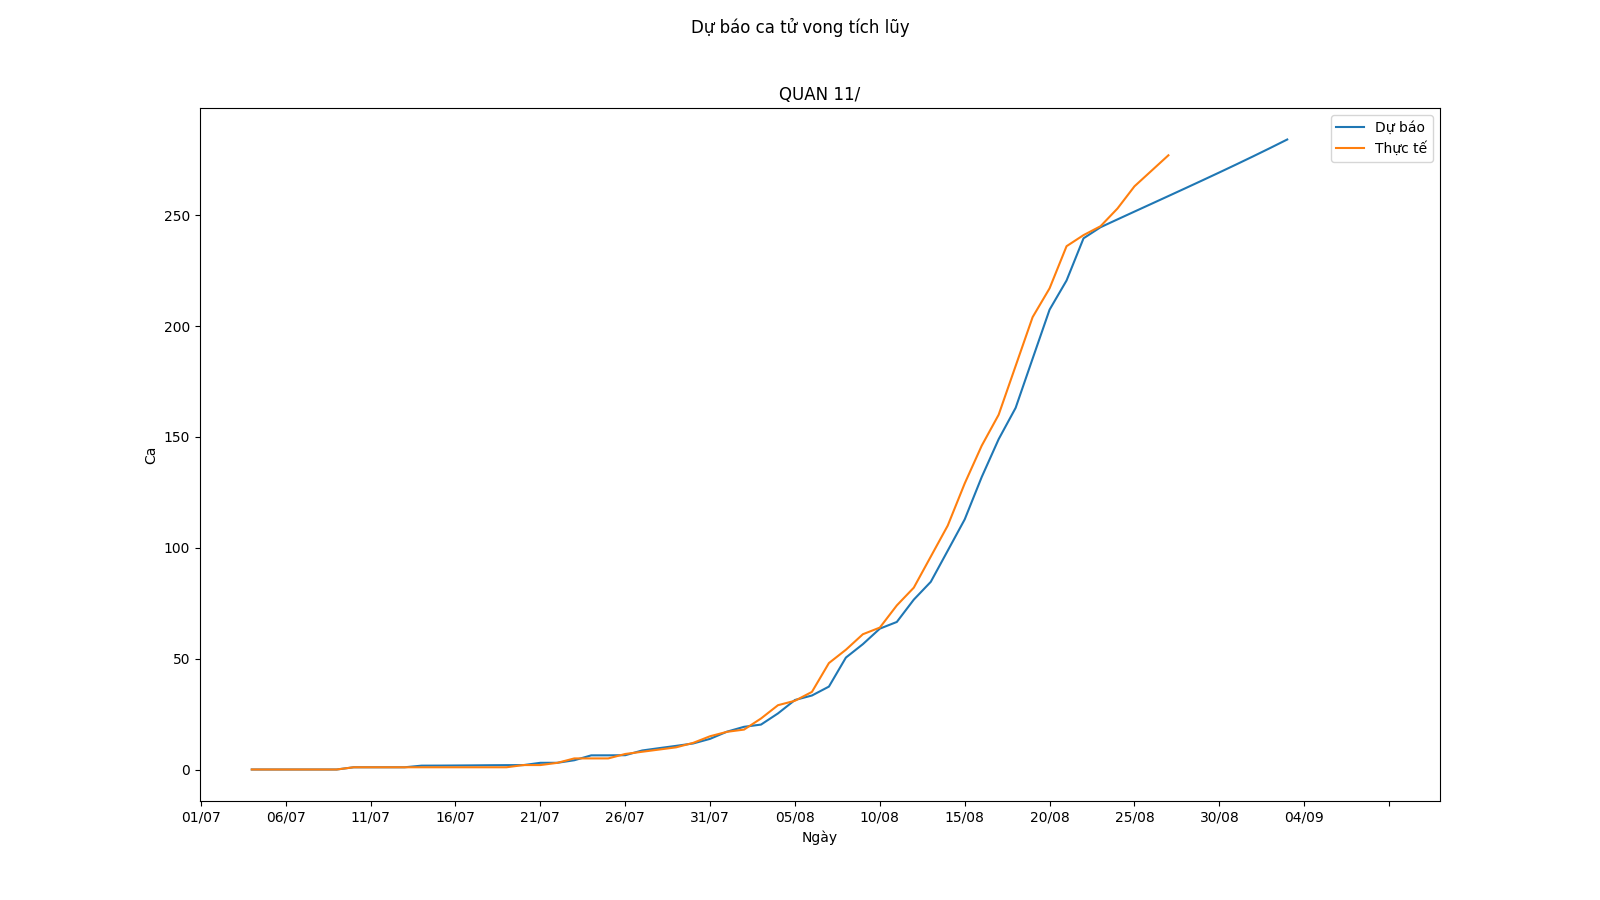 Dự báo ca tử vong tích lũy
QUAN 11/
Dự báo
Thực tế
250
200
150
100
50
0
Ca
01/07 06/07 11/07 16/07 21/07 26/07 31/07 05/08 10/08 15/08 20/08 25/08 30/08 04/09
Ngày